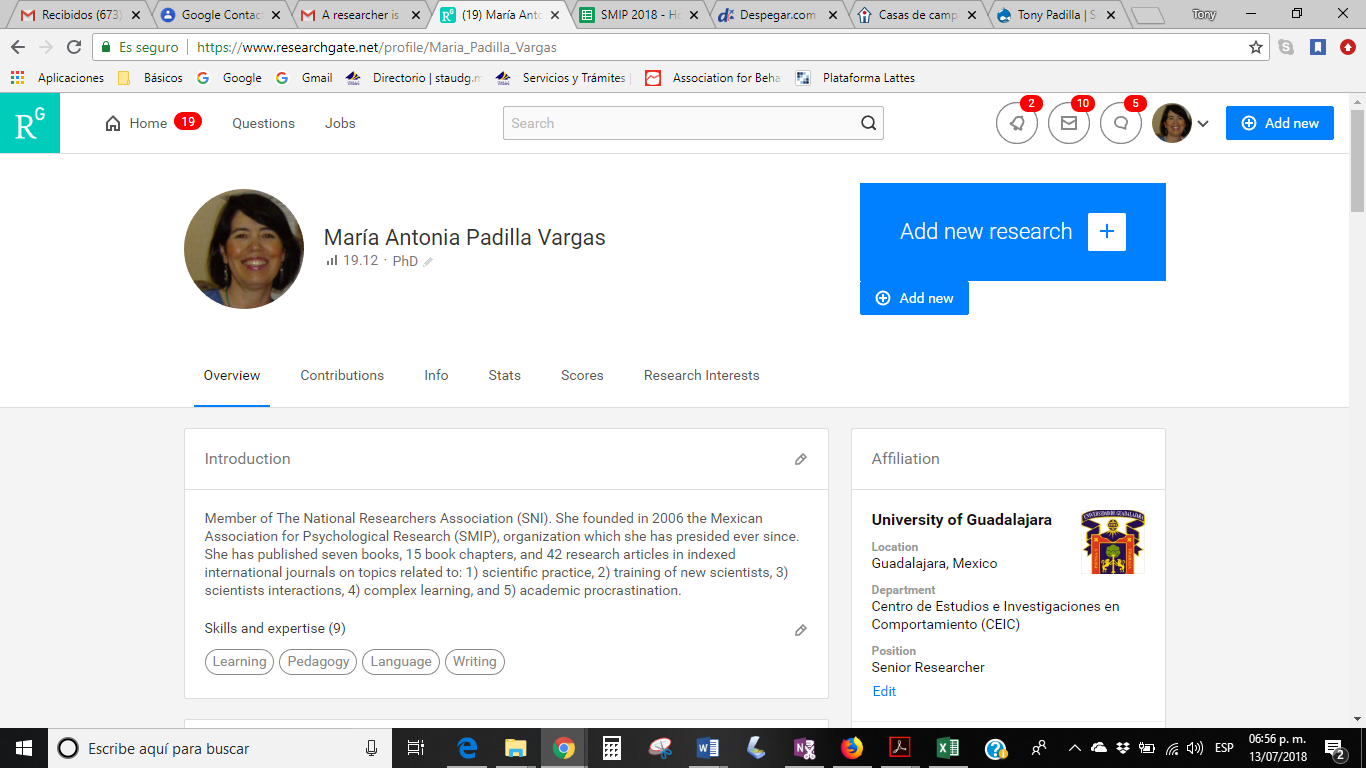 Recibidos (673)
Google Contac
A researcher is
(19) María Anto
SMIP 2018 - Ho
Despegar.com
Casas de camp
Tony Padilla | S
Tony
Es seguro | https://www.researchgate.net/profile/Maria_Padilla_Vargas
Aplicaciones Básicos Google Gmail Directorio | staudg.m Servicios y Trámites | Association for Beha Plataforma Lattes
RG Home 19 Questions Jobs Search 2 10 5 Add new
María Antonia Padilla Vargas
19.12 · PhD
Add new research
Add new
Overview Contributions Info Stats Scores Research Interests
Introduction
Member of The National Researchers Association (SNI). She founded in 2006 the Mexican
Association for Psychological Research (SMIP), organization which she has presided ever since.
She has published seven books, 15 book chapters, and 42 research articles in indexed
international journals on topics related to: 1) scientific practice, 2) training of new scientists, 3)
scientists interactions, 4) complex learning, and 5) academic procrastination.
Skills and expertise (9)
Learning Pedagogy Language Writing
Affiliation
University of Guadalajara
Location
Guadalajara, Mexico
Department
Centro de Estudios e Investigaciones en
Comportamiento (CEIC)
Position
Senior Researcher
Edit
Escribe aquí para buscar
ESP
06:56 p. m.
13/07/2018
2